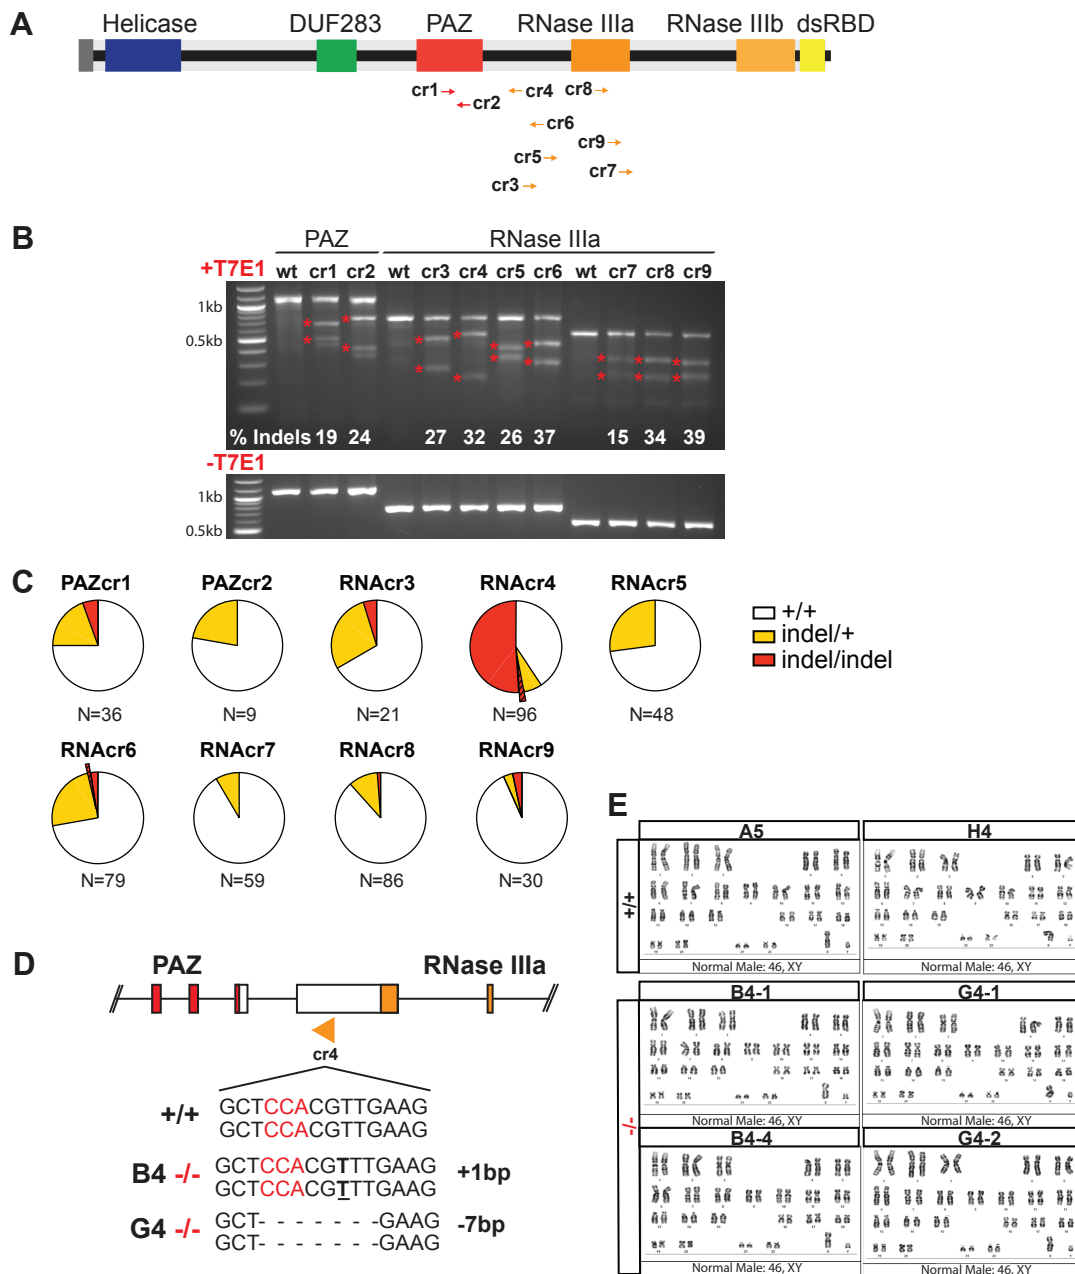 A
Helicase DUF283 PAZ RNase IIIa RNase IIIb dsRBD
cr1 cr4 cr8
cr2
cr6
cr9
cr5
cr7
cr3
B
PAZ RNase IIIa
+T7E1 wt cr1 cr2 wt cr3 cr4 cr5 cr6 wt cr7 cr8 cr9
1kb
0.5kb
* * * * * * * * * * * * * * * * * *
% Indels 19 24 27 32 26 37 15 34 39
-T7E1
1kb
0.5kb
C
PAZcr1 PAZcr2 RNAcr3 RNAcr4 RNAcr5
+/+
indel/+
indel/indel
N=36 N=9 N=21 N=96 N=48
RNAcr6 RNAcr7 RNAcr8 RNAcr9
N=79 N=59 N=86 N=30
D
PAZ RNase IIIa
cr4
+/+ GCTCCACGTTGAAG
GCTCCACGTTGAAG
B4 -/- GCTCCACGTTTGAAG +1bp
GCTCCACGTTTGAAG
G4 -/- GCT- - - - - - -GAAG -7bp
GCT- - - - - - -GAAG
E
A5 H4
+/+
Normal Male: 46, XY Normal Male: 46, XY
B4-1 G4-1
-/-
Normal Male: 46, XY Normal Male: 46, XY
B4-4 G4-2
Normal Male: 46, XY Normal Male: 46, XY